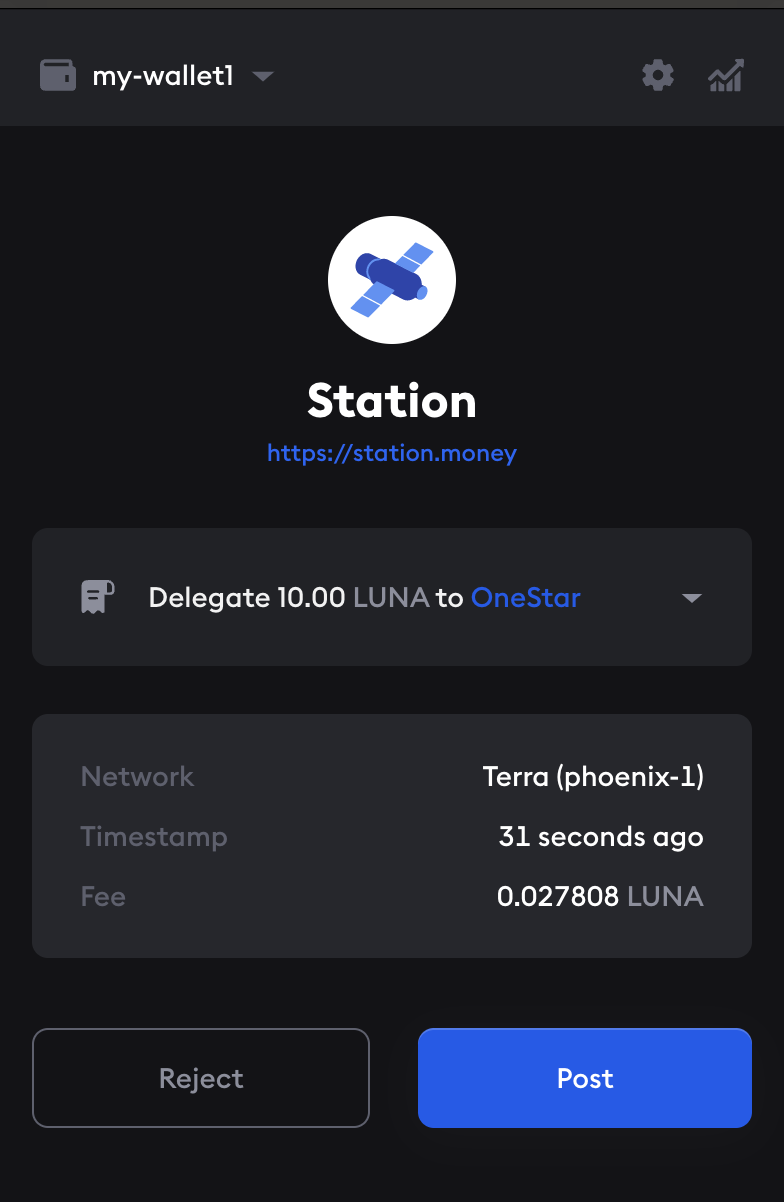 my-wallet1
Station
https://station.money
Delegate 10.00 LUNA to OneStar
Network Terra (phoenix-1)
Timestamp 31 seconds ago
Fee 0.027808 LUNA
Reject Post